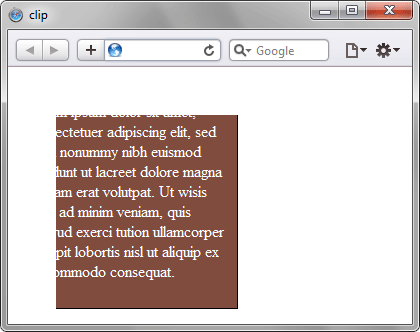 clip
Google
ipsum dolor sit amet,
ectetuer adipiscing elit, sed
nonummy nibh euismod
dunt ut lacreet dolore magna
am erat volutpat. Ut wisis
ad minim veniam, quis
rud exerci tution ullamcorper
pit lobortis nisl ut aliquip ex
ommodo consequat.